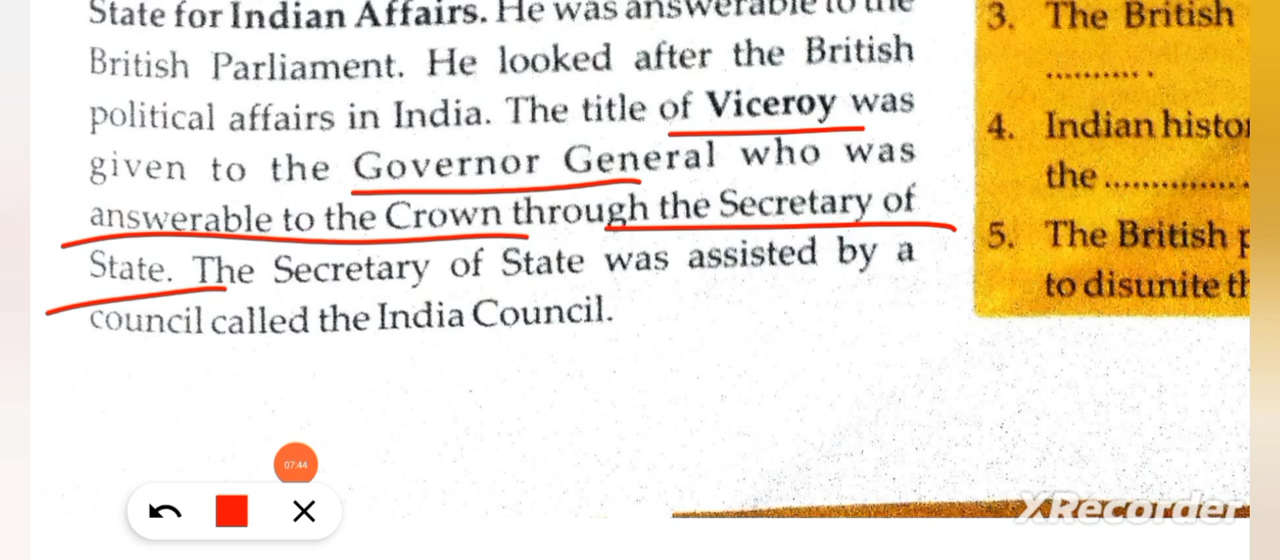 State for Indian Affairs. He was answerable to the
British Parliament. He looked after the British
political affairs in India. The title of Viceroy was
given to the Governor General who was
answerable to the Crown through the Secretary of
State. The Secretary of State was assisted by a
council called the India Council.
3. The British
.......... .
4. Indian histor
the ...............
5. The British p
to disunite th
07:44
XRecorder